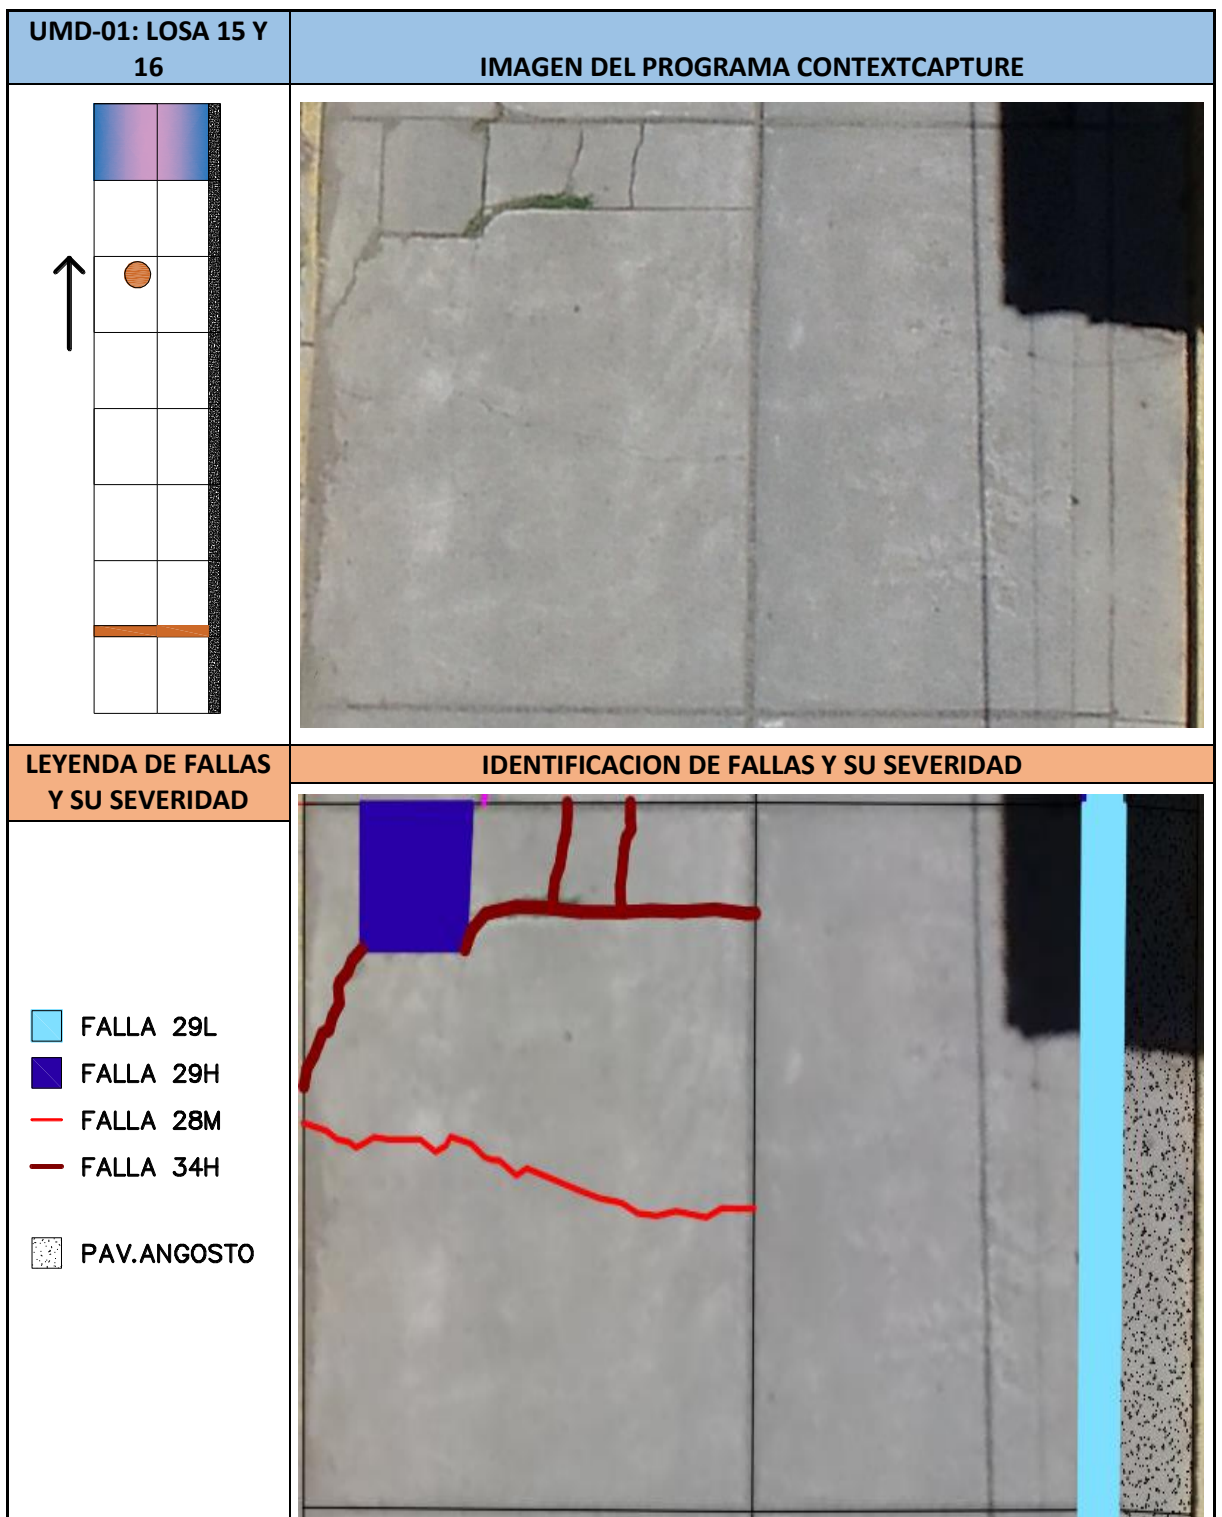 UMD-01: LOSA 15 Y
16
IMAGEN DEL PROGRAMA CONTEXTCAPTURE
LEYENDA DE FALLAS
Y SU SEVERIDAD
IDENTIFICACION DE FALLAS Y SU SEVERIDAD
FALLA 29L
FALLA 29H
FALLA 28M
FALLA 34H
PAV.ANGOSTO